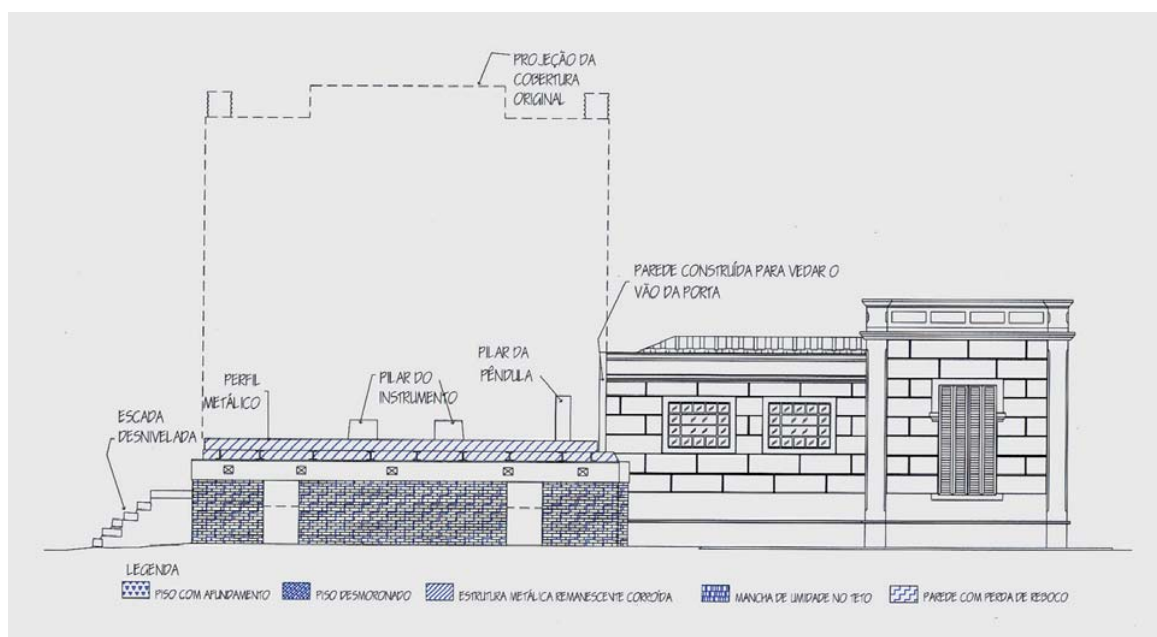 PROJEÇÃO DA
COBERTURA
ORIGINAL
PAREDE CONSTRUÍDA PARA VEDAR O
VÃO DA PORTA
PILAR DA
PÊNDULA
PERFIL
METÁLICO
PILAR DO
INSTRUMENTO
ESCADA
DESNIVELADA
LEGENDA
PISO COM AFUNDAMENTO
PISO DESMORONADO
ESTRUTURA METÁLICA REMANESCENTE CORROÍDA
MANCHA DE UMIDADE NO TETO
PAREDE COM PERDA DE REBOCO